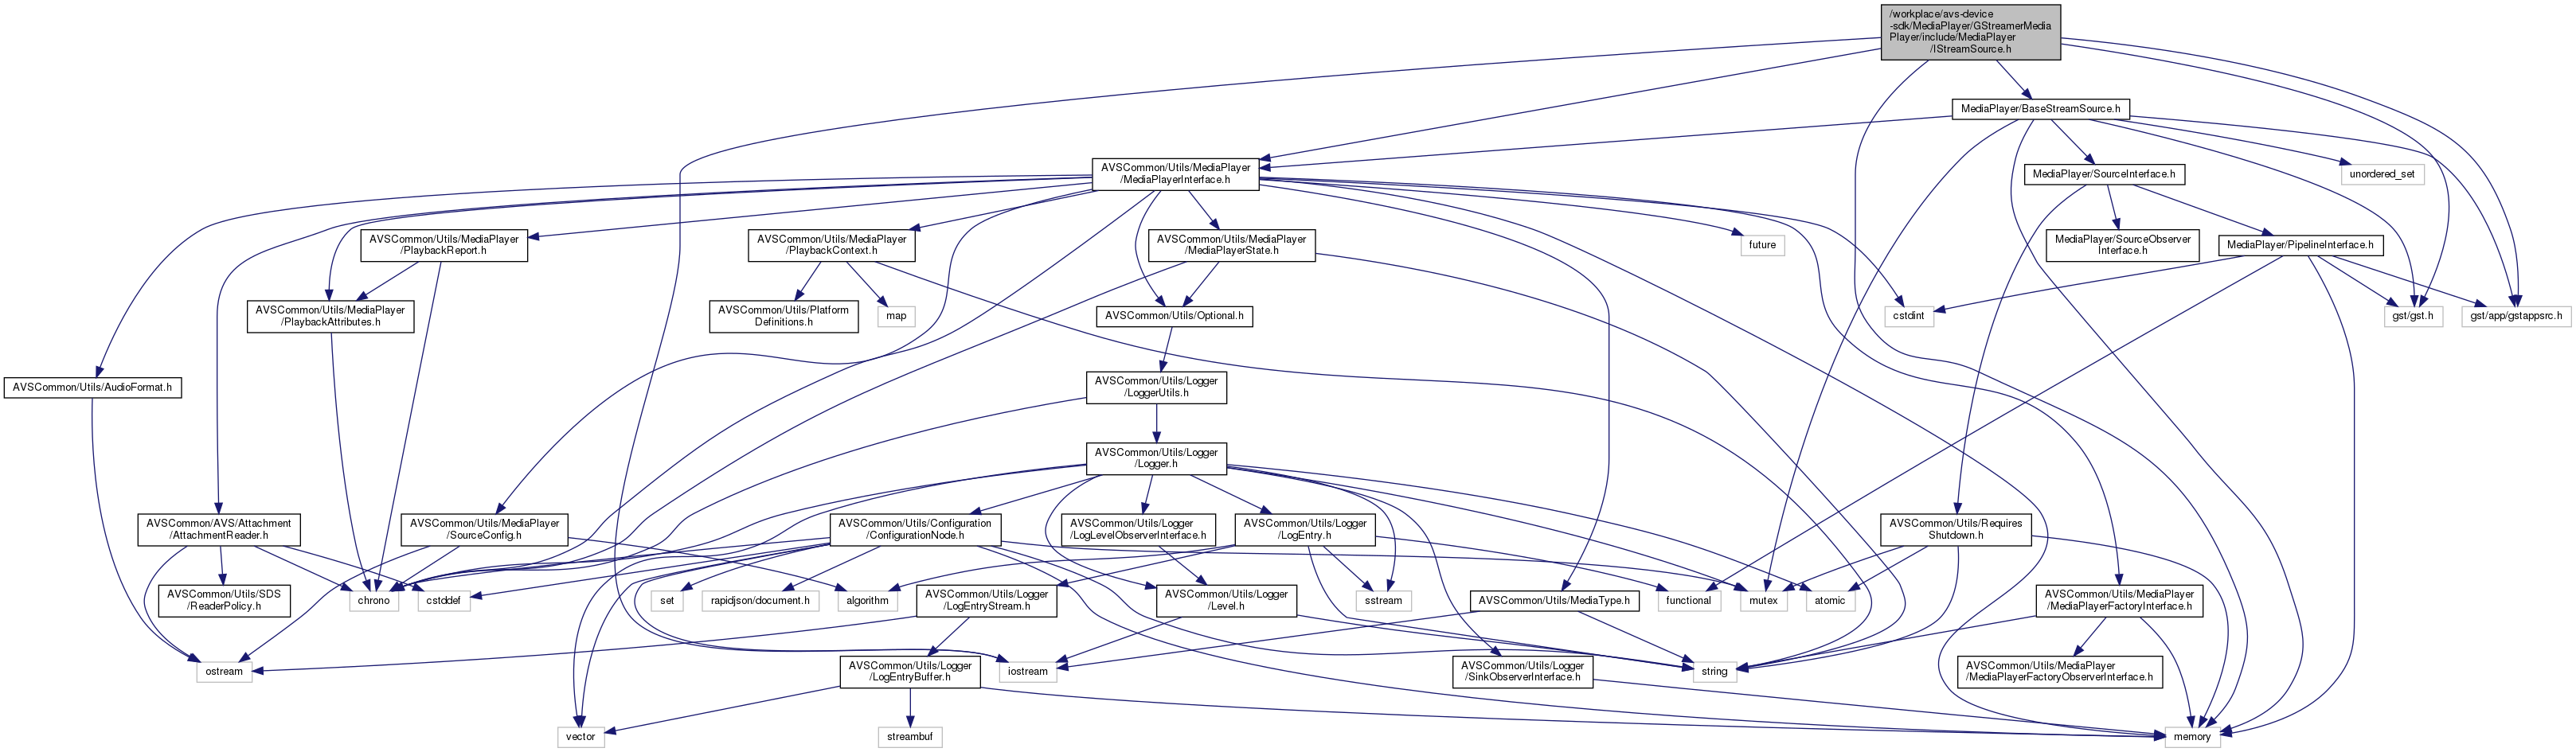 /workplace/avs-device
-sdk/MediaPlayer/GStreamerMedia
Player/include/MediaPlayer
/IStreamSource.h
MediaPlayer/BaseStreamSource.h
AVSCommon/Utils/MediaPlayer
/MediaPlayerInterface.h
MediaPlayer/SourceInterface.h
unordered_set
AVSCommon/Utils/MediaPlayer
/PlaybackReport.h
AVSCommon/Utils/MediaPlayer
/PlaybackContext.h
AVSCommon/Utils/MediaPlayer
/MediaPlayerState.h
future
MediaPlayer/SourceObserver
Interface.h
MediaPlayer/PipelineInterface.h
AVSCommon/Utils/MediaPlayer
/PlaybackAttributes.h
AVSCommon/Utils/Platform
Definitions.h
map
AVSCommon/Utils/Optional.h
cstdint
gst/gst.h
gst/app/gstappsrc.h
AVSCommon/Utils/AudioFormat.h
AVSCommon/Utils/Logger
/LoggerUtils.h
AVSCommon/Utils/Logger
/Logger.h
AVSCommon/AVS/Attachment
/AttachmentReader.h
AVSCommon/Utils/MediaPlayer
/SourceConfig.h
AVSCommon/Utils/Configuration
/ConfigurationNode.h
AVSCommon/Utils/Logger
/LogLevelObserverInterface.h
AVSCommon/Utils/Logger
/LogEntry.h
AVSCommon/Utils/Requires
Shutdown.h
AVSCommon/Utils/SDS
/ReaderPolicy.h
chrono
cstddef
set
rapidjson/document.h
algorithm
AVSCommon/Utils/Logger
/LogEntryStream.h
AVSCommon/Utils/Logger
/Level.h
sstream
AVSCommon/Utils/MediaType.h
functional
mutex
atomic
AVSCommon/Utils/MediaPlayer
/MediaPlayerFactoryInterface.h
ostream
AVSCommon/Utils/Logger
/LogEntryBuffer.h
iostream
AVSCommon/Utils/Logger
/SinkObserverInterface.h
string
AVSCommon/Utils/MediaPlayer
/MediaPlayerFactoryObserverInterface.h
vector
streambuf
memory